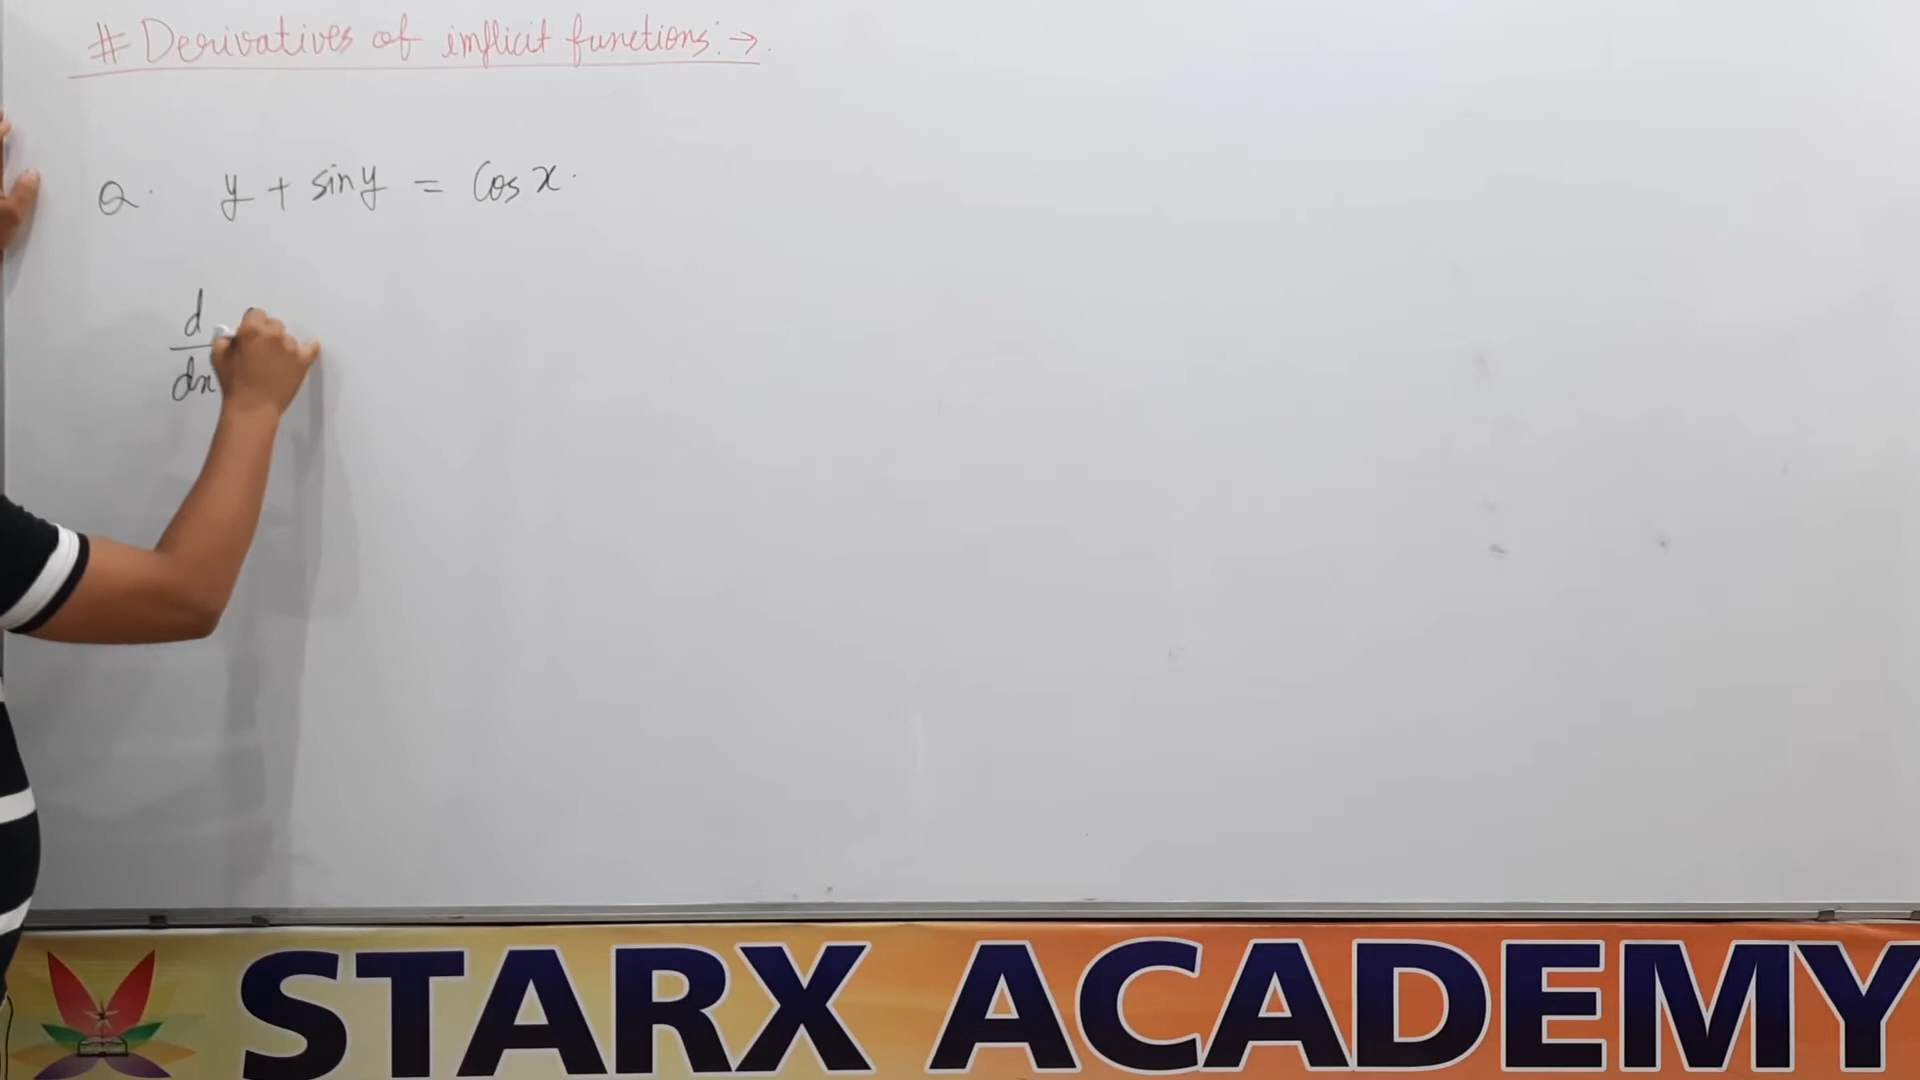 # Derivatives of implicit functions:→.
Q. y + sin y = Cos x.
d
dx
STARX ACADEMY